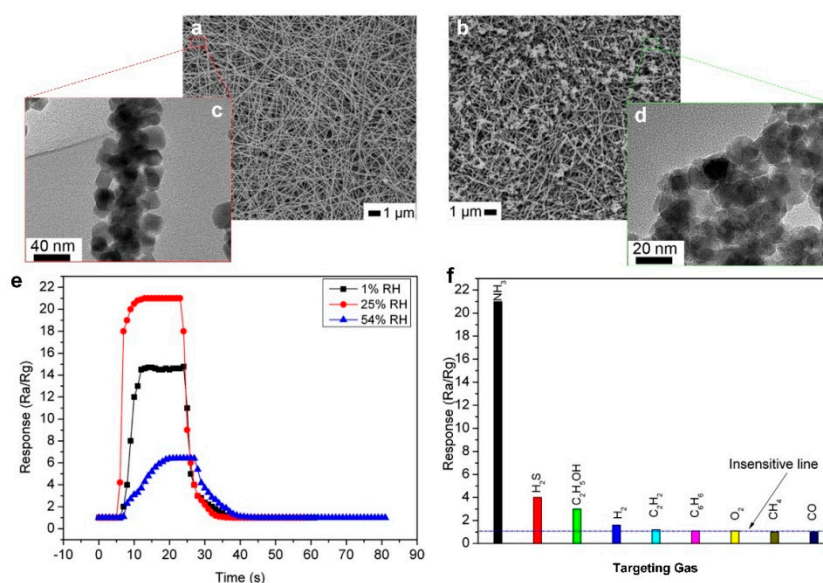 a
b
c
d
1 µm
1 µm
40 nm
20 nm
e
1% RH
25% RH
54% RH
Response (Ra/Rg)
22
20
18
16
14
12
10
8
6
4
2
0
-10 0 10 20 30 40 50 60 70 80 90
Time (s)
f
Response (Ra/Rg)
22
20
18
16
14
12
10
8
6
4
2
0
NH₃
H₂S
C₂H₅OH
H₂
C₂H₂
C₆H₆
O₂
CH₄
CO
Insensitive line
Targeting Gas